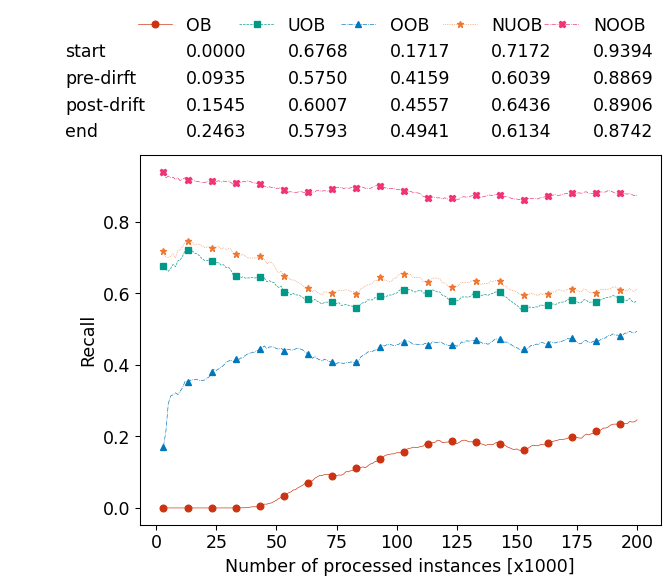 OB UOB OOB NUOB NOOB
start 0.0000 0.6768 0.1717 0.7172 0.9394
pre-dirft 0.0935 0.5750 0.4159 0.6039 0.8869
post-drift 0.1545 0.6007 0.4557 0.6436 0.8906
end 0.2463 0.5793 0.4941 0.6134 0.8742
0.8
0.6
0.4
0.2
0.0
Recall
0 25 50 75 100 125 150 175 200
Number of processed instances [x1000]